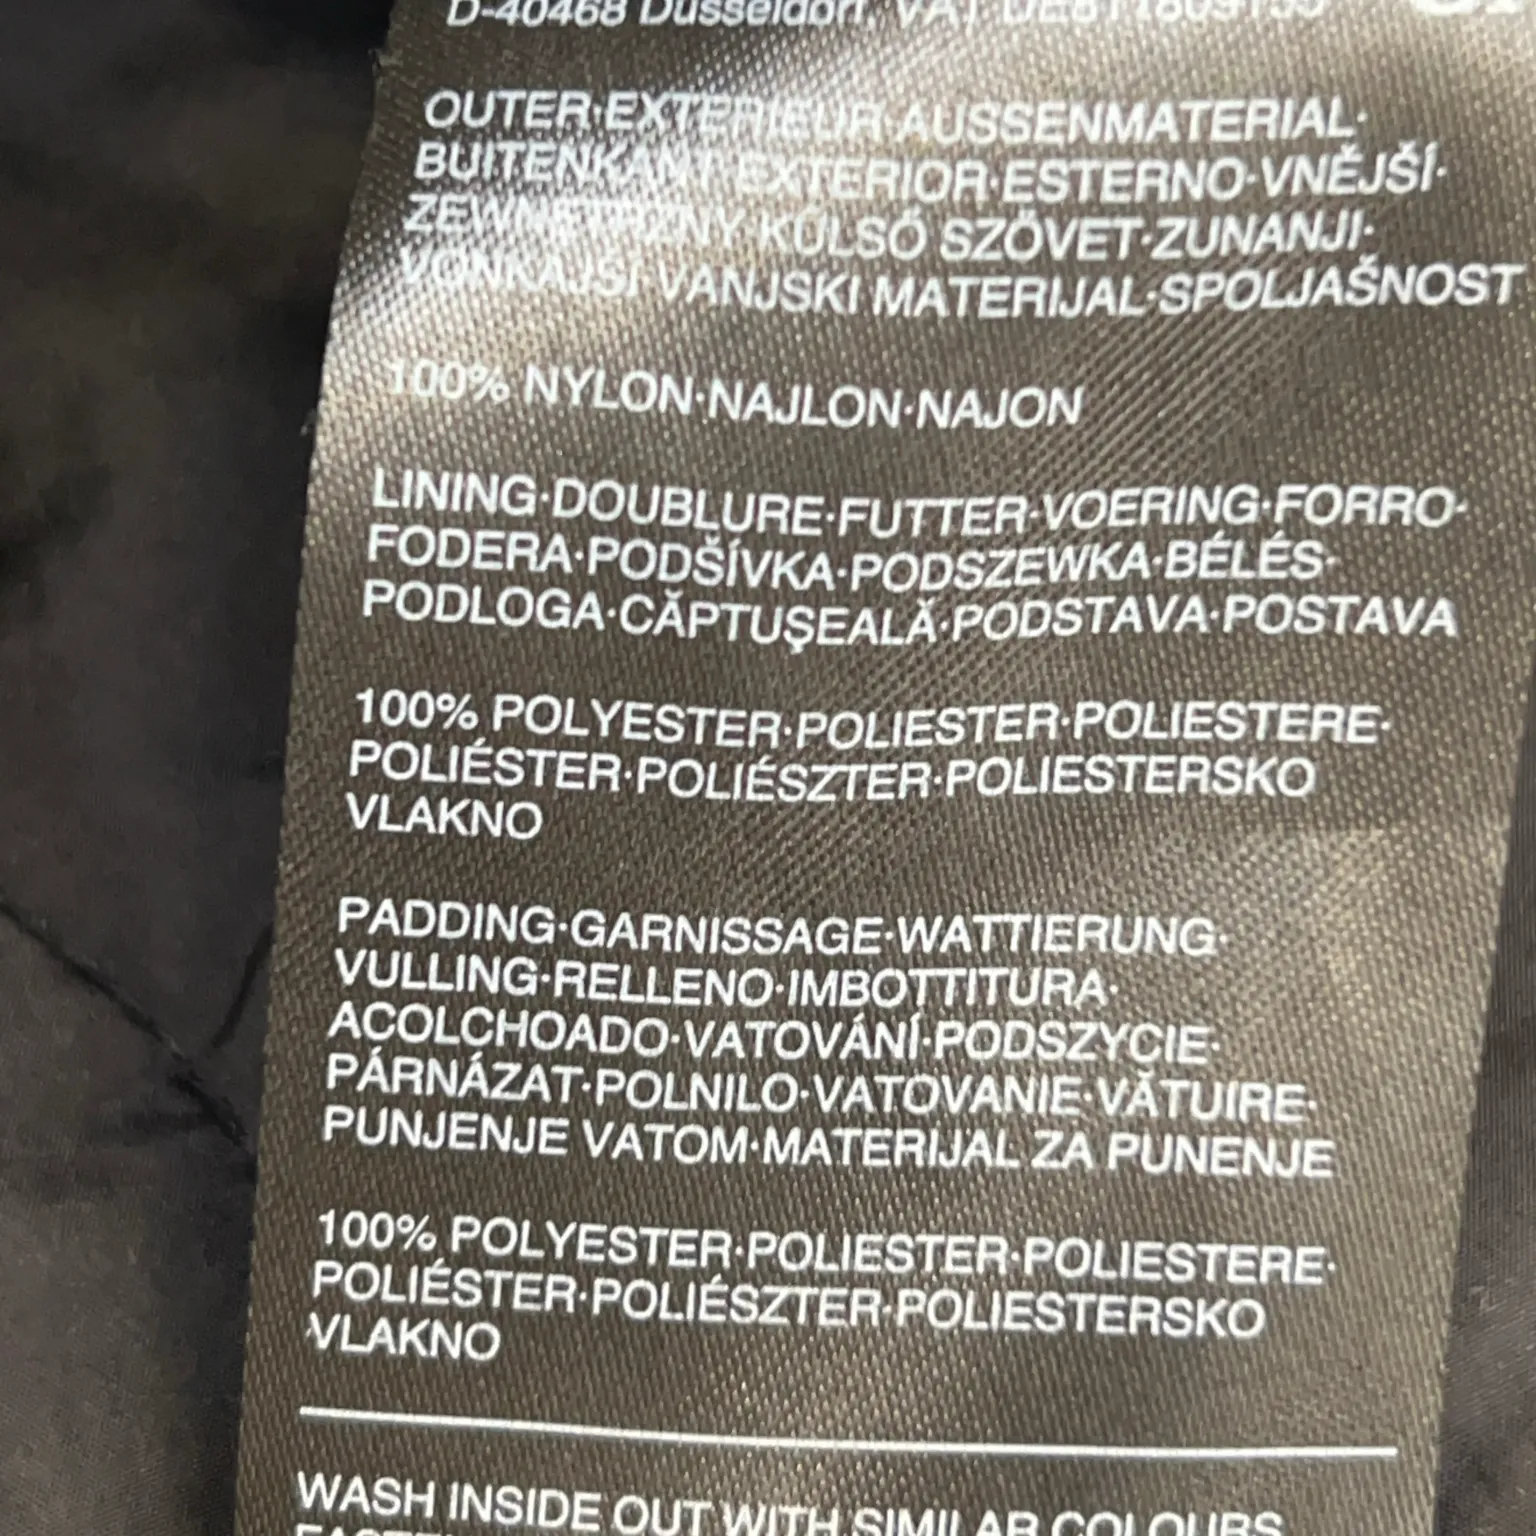 D-40468 Düsseldorf, VAT
OUTER·EXTERIEUR·AUSSENMATERIAL·
BUITENKANT·EXTERIOR·ESTERNO·VNĚJŠÍ·
ZEWNĘTRZNY·KÜLSŐ SZÖVET·ZUNANJI·
VONKAJŠÍ VANJSKI MATERIJAL·SPOLJAŠNOST
100% NYLON·NAJLON·NAJON
LINING·DOUBLURE·FUTTER·VOERING·FORRO·
FODERA·PODŠÍVKA·PODSZEWKA·BÉLÉS·
PODLOGA·CĂPTUŞEALĂ·PODSTAVA·POSTAVA
100% POLYESTER·POLIESTER·POLIESTERE·
POLIÉSTER·POLIÉSZTER·POLIESTERSKO
VLAKNO
PADDING·GARNISSAGE·WATTIERUNG·
VULLING·RELLENO·IMBOTTITURA·
ACOLCHOADO·VATOVÁNÍ·PODSZYCIE·
PÁRNÁZAT·POLNILO·VATOVANIE·VĂTUIRE·
PUNJENJE VATOM·MATERIJAL ZA PUNENJE
100% POLYESTER·POLIESTER·POLIESTERE·
POLIÉSTER·POLIÉSZTER·POLIESTERSKO
VLAKNO
WASH INSIDE OUT WITH SIMILAR COLOURS